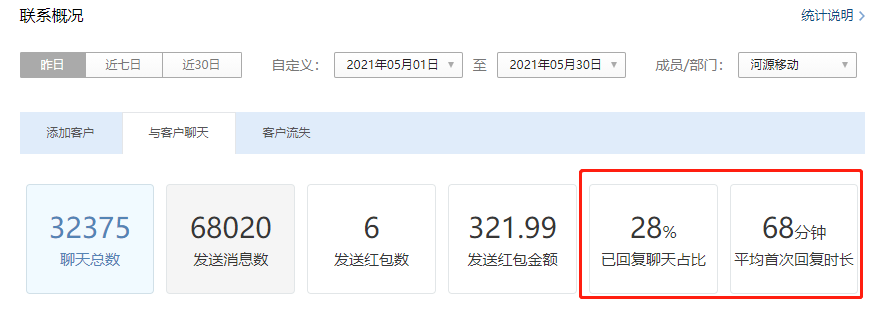 联系概况 统计说明
昨日 近七日 近30日 自定义： 2021年05月01日 至 2021年05月30日 成员/部门： 河源移动
添加客户 与客户聊天 客户流失
32375 68020 6 321.99 28% 68分钟
聊天总数 发送消息数 发送红包数 发送红包金额 已回复聊天占比 平均首次回复时长